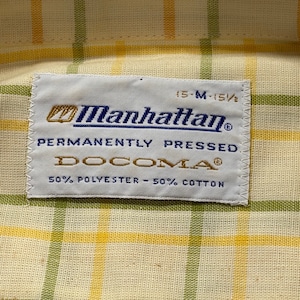 15-M-15½
Manhattan®
PERMANENTLY PRESSED
DOCOMA®
50% POLYESTER - 50% COTTON